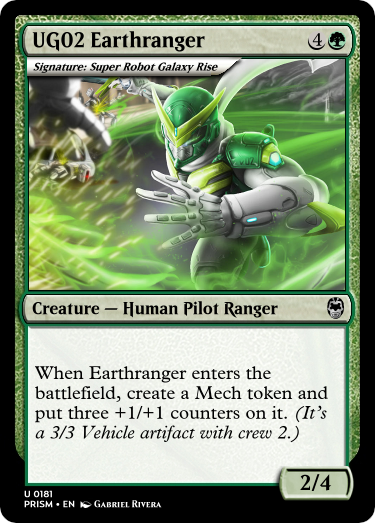 UG02 Earthranger 4
Signature: Super Robot Galaxy Rise
Creature — Human Pilot Ranger
When Earthranger enters the
battlefield, create a Mech token and
put three +1/+1 counters on it. (It's
a 3/3 Vehicle artifact with crew 2.)
2/4
U 0181
PRISM • EN Gabriel Rivera